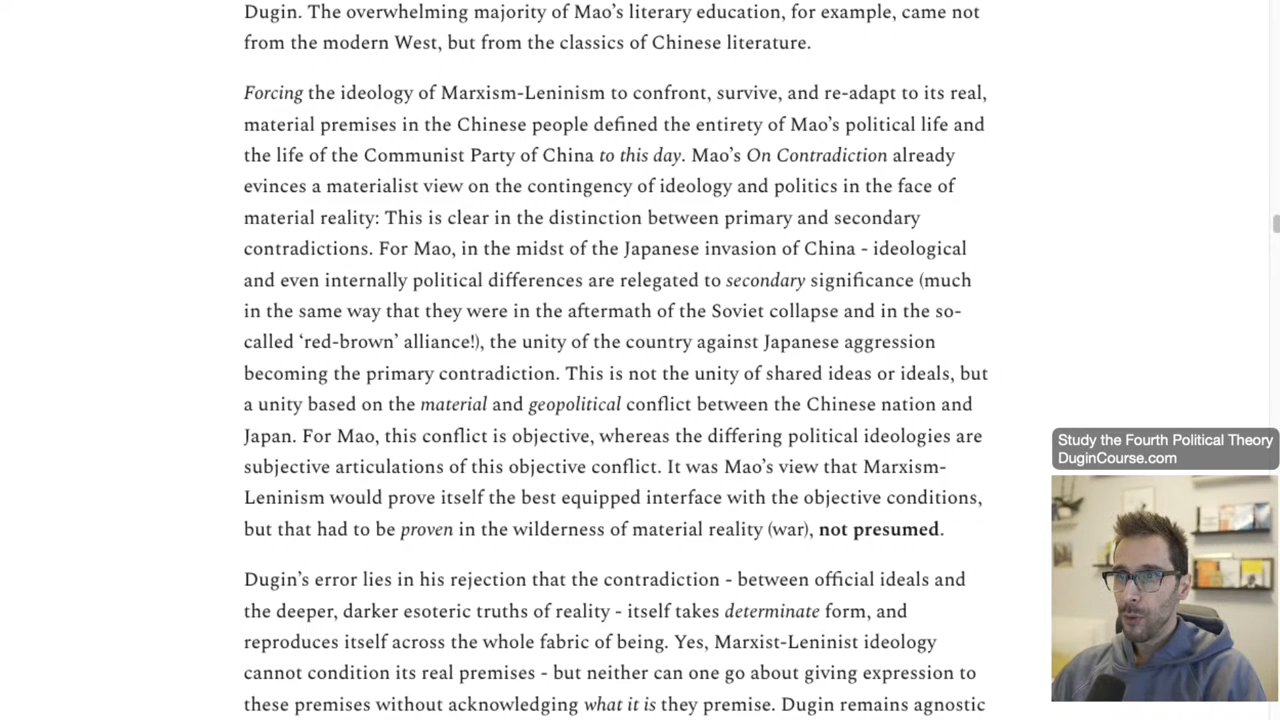 Dugin. The overwhelming majority of Mao’s literary education, for example, came not
from the modern West, but from the classics of Chinese literature.
Forcing the ideology of Marxism-Leninism to confront, survive, and re-adapt to its real,
material premises in the Chinese people defined the entirety of Mao’s political life and
the life of the Communist Party of China to this day. Mao’s On Contradiction already
evinces a materialist view on the contingency of ideology and politics in the face of
material reality: This is clear in the distinction between primary and secondary
contradictions. For Mao, in the midst of the Japanese invasion of China - ideological
and even internally political differences are relegated to secondary significance (much
in the same way that they were in the aftermath of the Soviet collapse and in the so-
called ‘red-brown’ alliance!), the unity of the country against Japanese aggression
becoming the primary contradiction. This is not the unity of shared ideas or ideals, but
a unity based on the material and geopolitical conflict between the Chinese nation and
Japan. For Mao, this conflict is objective, whereas the differing political ideologies are
subjective articulations of this objective conflict. It was Mao’s view that Marxism-
Leninism would prove itself the best equipped interface with the objective conditions,
but that had to be proven in the wilderness of material reality (war), not presumed.
Dugin’s error lies in his rejection that the contradiction - between official ideals and
the deeper, darker esoteric truths of reality - itself takes determinate form, and
reproduces itself across the whole fabric of being. Yes, Marxist-Leninist ideology
cannot condition its real premises - but neither can one go about giving expression to
these premises without acknowledging what it is they premise. Dugin remains agnostic
Study the Fourth Political Theory
DuginCourse.com